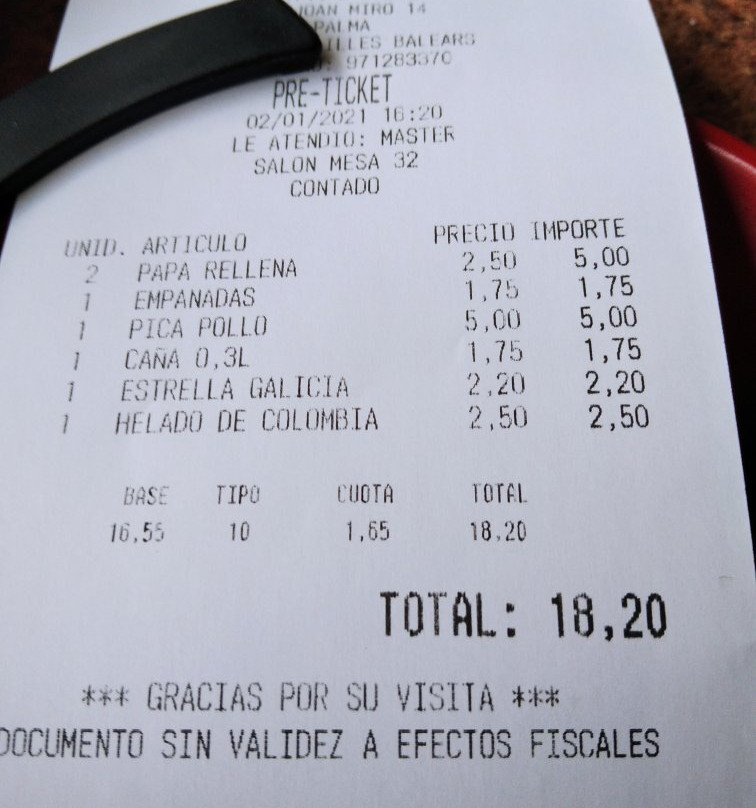 JOAN MIRO 14
PALMA
ILLES BALEARS
971283370
PRE-TICKET
02/01/2021 16:20
LE ATENDIO: MASTER
SALON MESA 32
CONTADO
UNID. ARTICULO PRECIO IMPORTE
2 PAPA RELLENA 2,50 5,00
1 EMPANADAS 1,75 1,75
1 PICA POLLO 5,00 5,00
1 CAÑA 0,3L 1,75 1,75
1 ESTRELLA GALICIA 2,20 2,20
1 HELADO DE COLOMBIA 2,50 2,50
BASE TIPO CUOTA TOTAL
16,55 10 1,65 18,20
TOTAL: 18,20
*** GRACIAS POR SU VISITA ***
DOCUMENTO SIN VALIDEZ A EFECTOS FISCALES